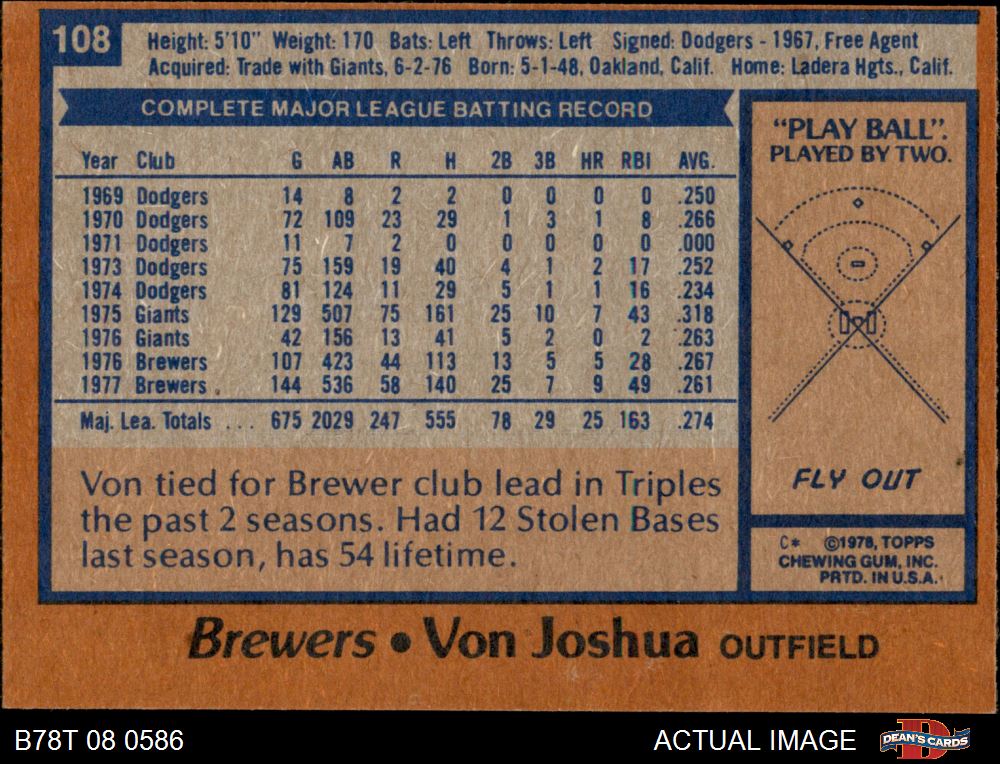 108
Height: 5'10" Weight: 170 Bats: Left Throws: Left Signed: Dodgers - 1967, Free Agent
Acquired: Trade with Giants, 6-2-76 Born: 5-1-48, Oakland, Calif. Home: Ladera Hgts., Calif.
COMPLETE MAJOR LEAGUE BATTING RECORD
Year Club G AB R H 2B 3B HR RBI AVG.
1969 Dodgers 14 8 2 2 0 0 0 0 .250
1970 Dodgers 72 109 23 29 1 3 1 8 .266
1971 Dodgers 11 7 2 0 0 0 0 0 .000
1973 Dodgers 75 159 19 40 4 1 2 17 .252
1974 Dodgers 81 124 11 29 5 1 1 16 .234
1975 Giants 129 507 75 161 25 10 7 43 .318
1976 Giants 42 156 13 41 5 2 0 2 .263
1976 Brewers 107 423 44 113 13 5 5 28 .267
1977 Brewers 144 536 58 140 25 7 9 49 .261
Maj. Lea. Totals ... 675 2029 247 555 78 29 25 163 .274
Von tied for Brewer club lead in Triples
the past 2 seasons. Had 12 Stolen Bases
last season, has 54 lifetime.
"PLAY BALL".
PLAYED BY TWO.
FLY OUT
C* ©1978, TOPPS
CHEWING GUM, INC.
PRTD. IN U.S.A.
Brewers • Von Joshua OUTFIELD
B78T 08 0586
ACTUAL IMAGE
D
DEAN'S CARDS